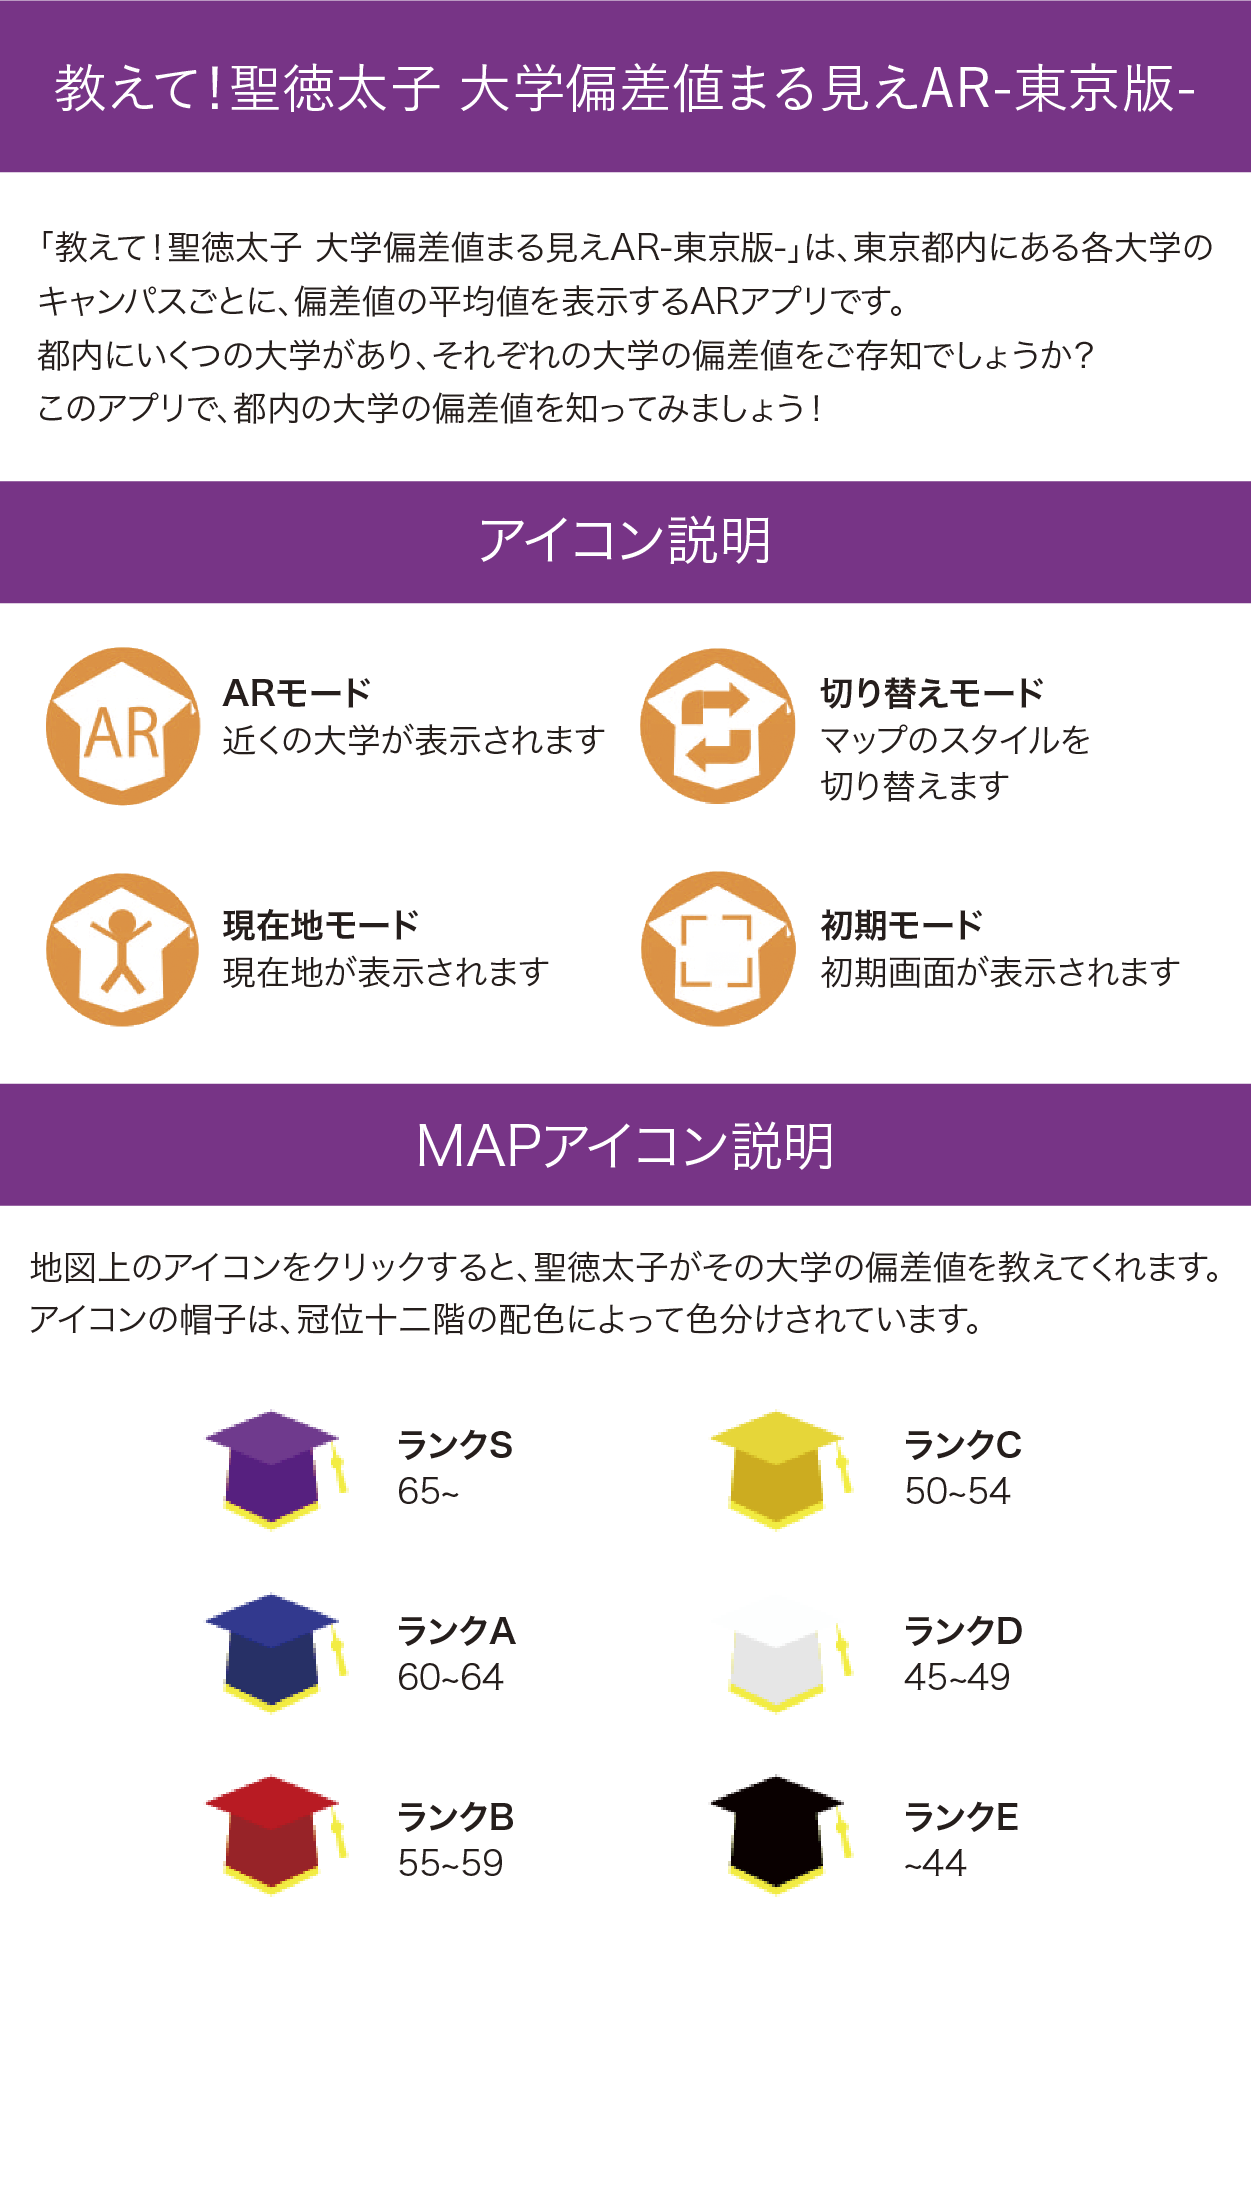 教えて！聖徳太子 大学偏差値まる見えAR-東京版-
「教えて！聖徳太子 大学偏差値まる見えAR-東京版-」は、東京都内にある各大学の
キャンパスごとに、偏差値の平均値を表示するARアプリです。
都内にいくつの大学があり、それぞれの大学の偏差値をご存知でしょうか？
このアプリで、都内の大学の偏差値を知ってみましょう！
アイコン説明
AR
ARモード
近くの大学が表示されます
切り替えモード
マップのスタイルを
切り替えます
現在地モード
現在地が表示されます
初期モード
初期画面が表示されます
MAPアイコン説明
地図上のアイコンをクリックすると、聖徳太子がその大学の偏差値を教えてくれます。
アイコンの帽子は、冠位十二階の配色によって色分けされています。
ランクS
65~
ランクC
50~54
ランクA
60~64
ランクD
45~49
ランクB
55~59
ランクE
~44